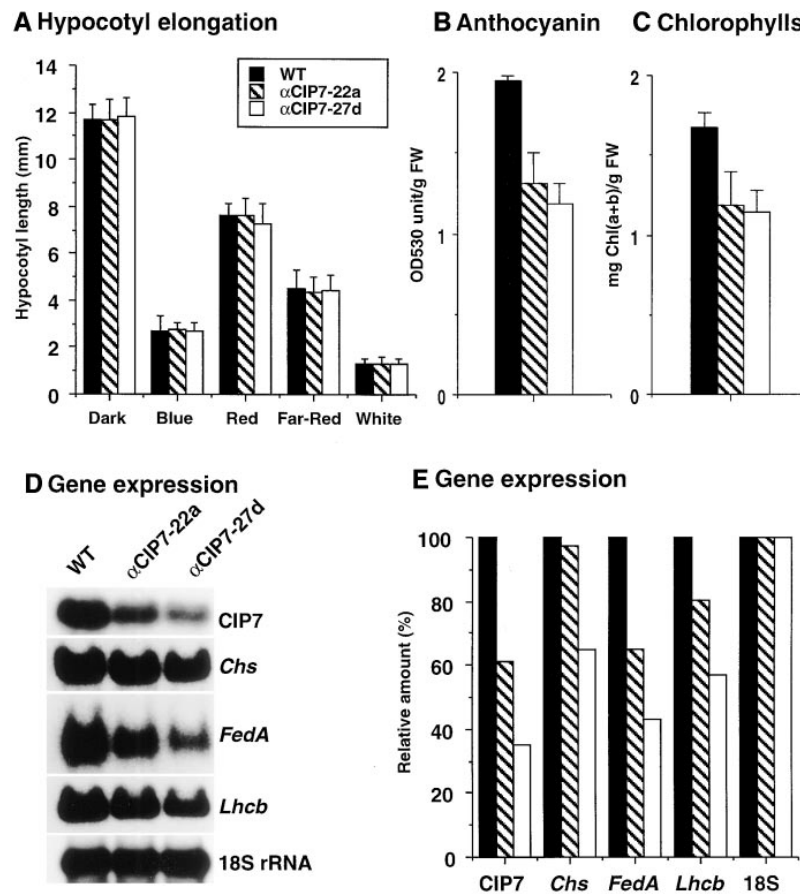 A Hypocotyl elongation
14
12
10
8
6
4
2
0
Hypocotyl length (mm)
Dark Blue Red Far-Red White
WT
αCIP7-22a
αCIP7-27d
B Anthocyanin
2
1
0
OD530 unit/g FW
C Chlorophylls
2
1
0
mg Chl(a+b)/g FW
D Gene expression
WT αCIP7-22a αCIP7-27d
CIP7
Chs
FedA
Lhcb
18S rRNA
E Gene expression
100
80
60
40
20
0
Relative amount (%)
CIP7 Chs FedA Lhcb 18S